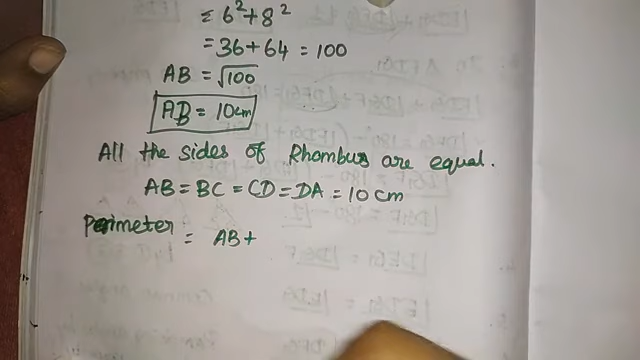 = 6² + 8²
= 36 + 64 = 100
AB = √100
AB = 10cm
All the sides of Rhombus are equal.
AB = BC = CD = DA = 10 cm
Perimeter = AB +